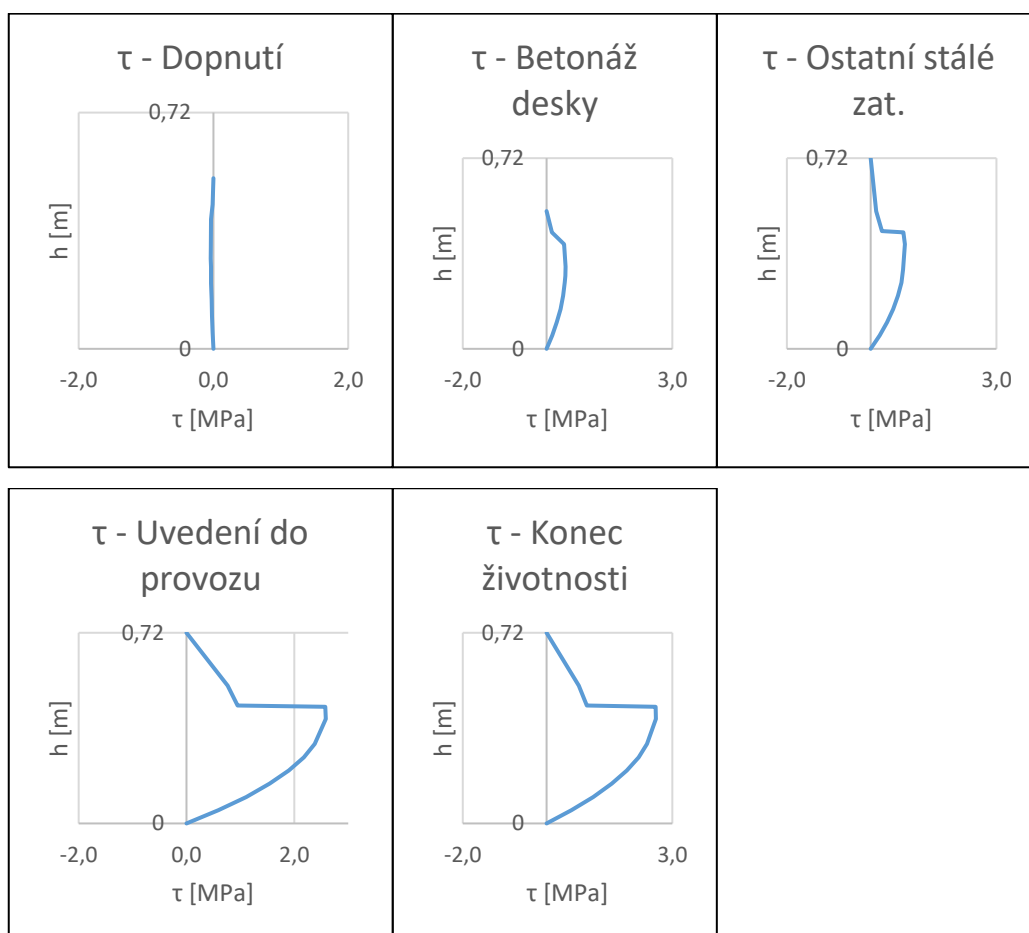 τ - Dopnutí
0,72
h [m]
0
-2,0
0,0
2,0
τ [MPa]
τ - Betonáž
desky
0,72
h [m]
0
-2,0
3,0
τ [MPa]
τ - Ostatní stálé
zat.
0,72
h [m]
0
-2,0
3,0
τ [MPa]
τ - Uvedení do
provozu
0,72
h [m]
0
-2,0
0,0
2,0
τ [MPa]
τ - Konec
životnosti
0,72
h [m]
0
-2,0
3,0
τ [MPa]